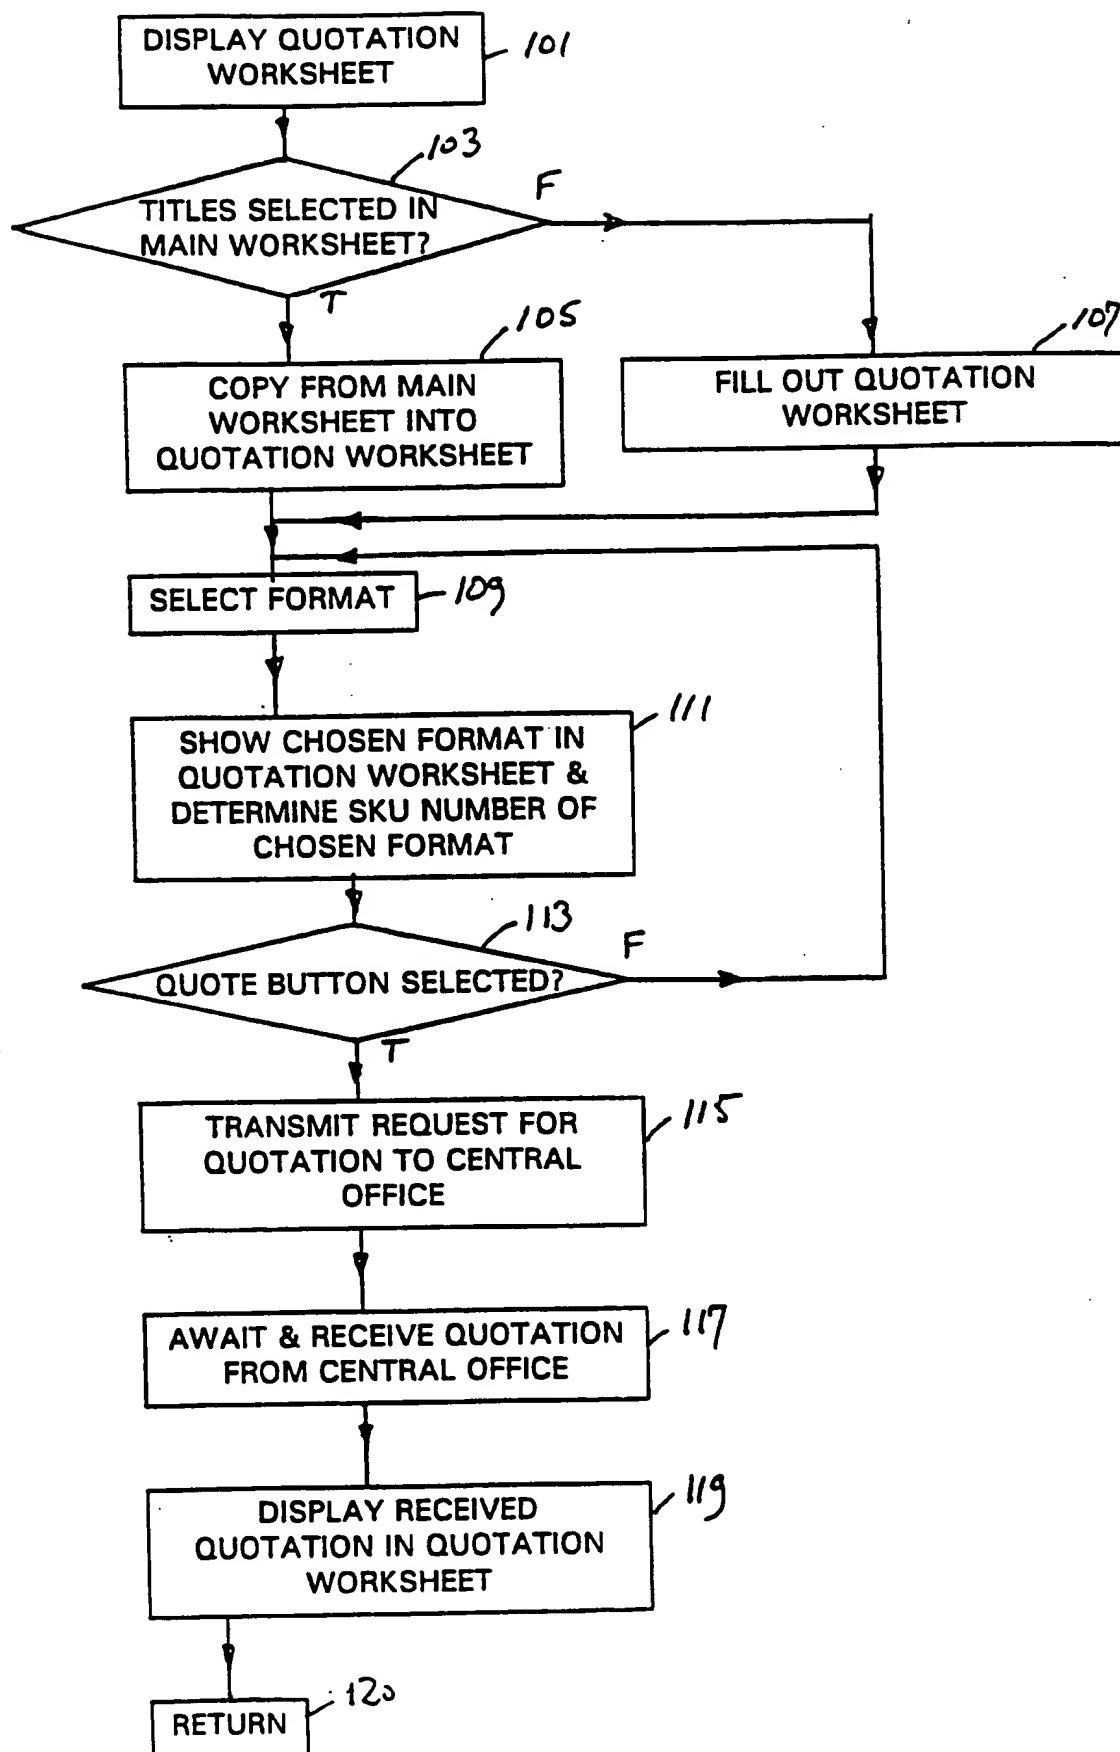 DISPLAY QUOTATION
WORKSHEET
101
103
TITLES SELECTED IN
MAIN WORKSHEET?
F
T
105
COPY FROM MAIN
WORKSHEET INTO
QUOTATION WORKSHEET
107
FILL OUT QUOTATION
WORKSHEET
SELECT FORMAT
109
111
SHOW CHOSEN FORMAT IN
QUOTATION WORKSHEET &
DETERMINE SKU NUMBER OF
CHOSEN FORMAT
113
QUOTE BUTTON SELECTED?
F
T
115
TRANSMIT REQUEST FOR
QUOTATION TO CENTRAL
OFFICE
117
AWAIT & RECEIVE QUOTATION
FROM CENTRAL OFFICE
119
DISPLAY RECEIVED
QUOTATION IN QUOTATION
WORKSHEET
120
RETURN